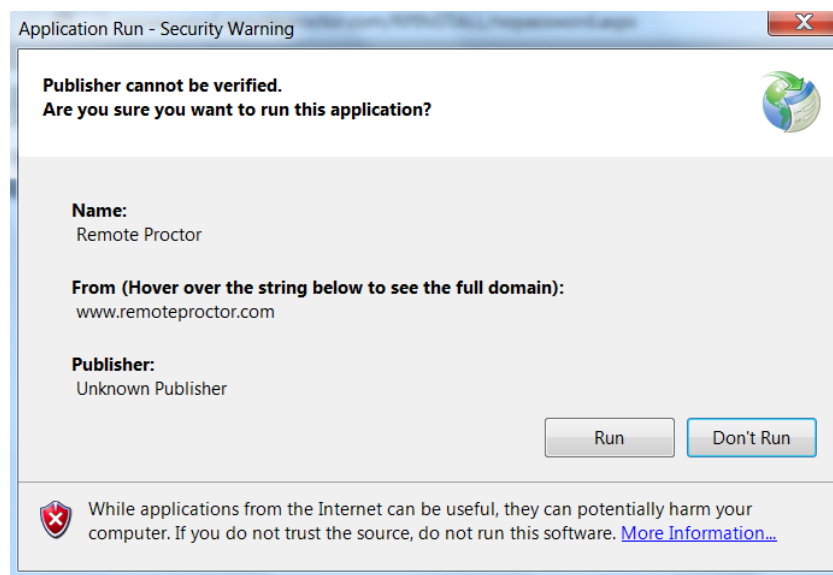 Application Run - Security Warning
Publisher cannot be verified.
Are you sure you want to run this application?
Name:
Remote Proctor
From (Hover over the string below to see the full domain):
www.remoteproctor.com
Publisher:
Unknown Publisher
Run
Don't Run
While applications from the Internet can be useful, they can potentially harm your
computer. If you do not trust the source, do not run this software. More Information...